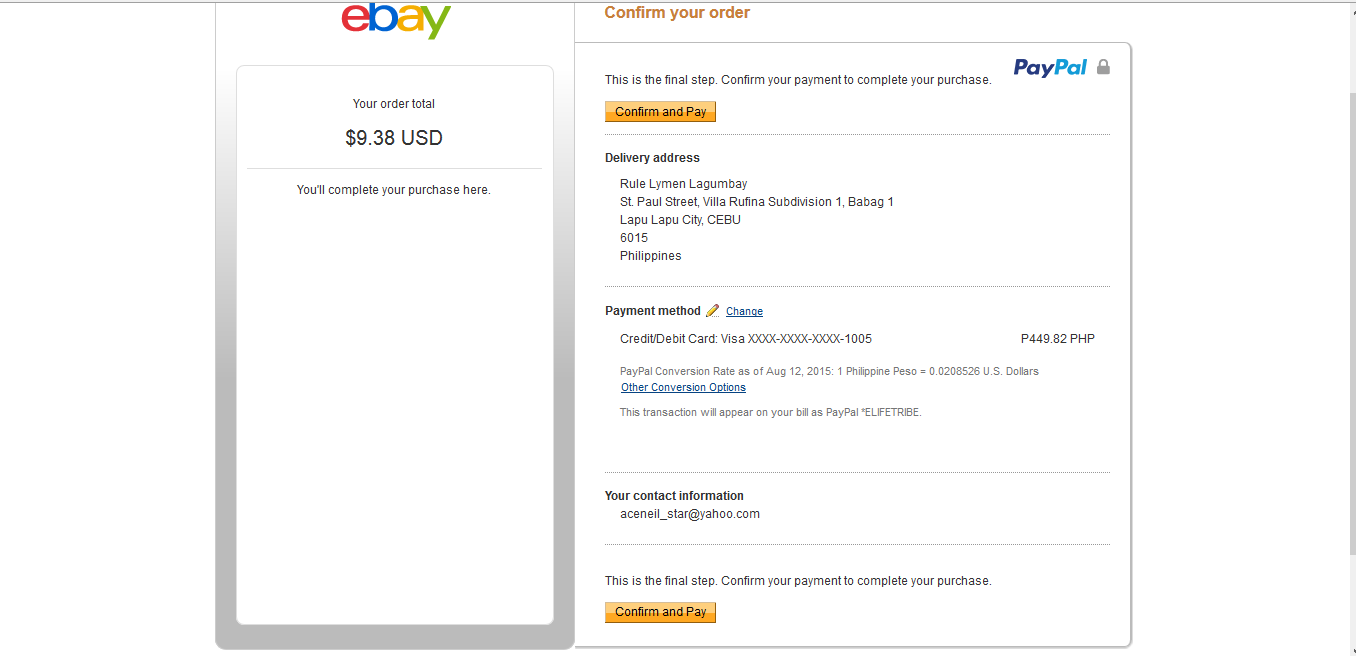 ebay
Your order total
$9.38 USD
You'll complete your purchase here.
Confirm your order
PayPal
This is the final step. Confirm your payment to complete your purchase.
Confirm and Pay
Delivery address
Rule Lymen Lagumbay
St. Paul Street, Villa Rufina Subdivision 1, Babag 1
Lapu Lapu City, CEBU
6015
Philippines
Payment method Change
Credit/Debit Card: Visa XXXX-XXXX-XXXX-1005 P449.82 PHP
PayPal Conversion Rate as of Aug 12, 2015: 1 Philippine Peso = 0.0208526 U.S. Dollars
Other Conversion Options
This transaction will appear on your bill as PayPal *ELIFETRIBE.
Your contact information
aceneil_star@yahoo.com
This is the final step. Confirm your payment to complete your purchase.
Confirm and Pay